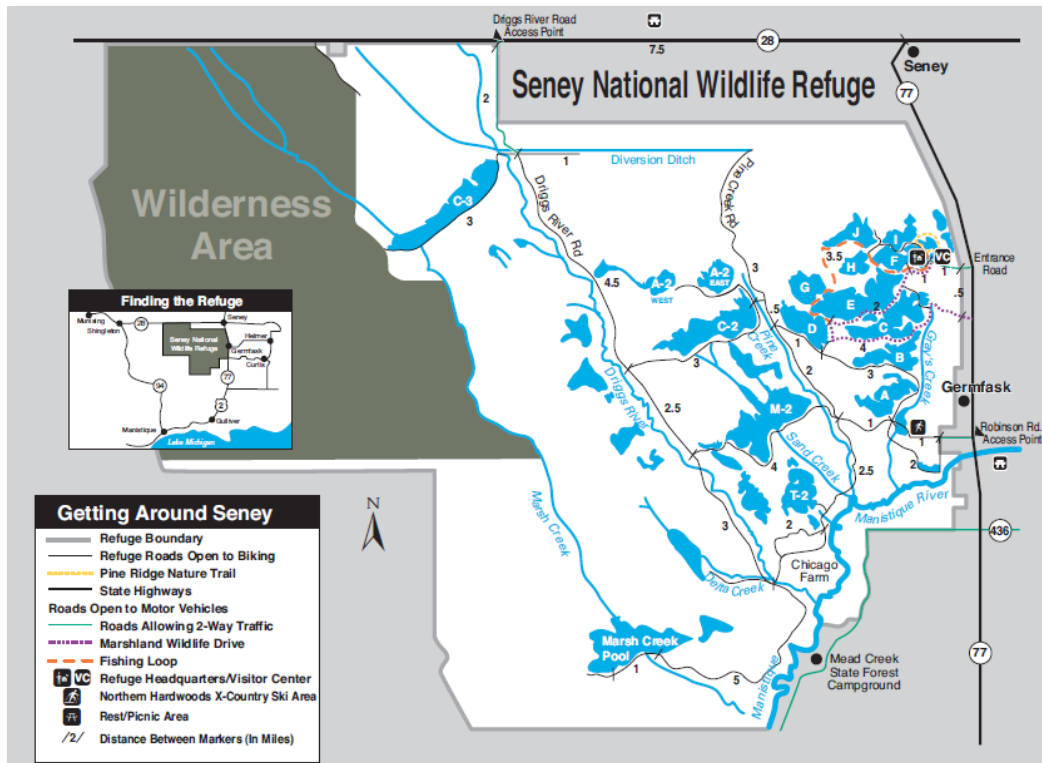 Driggs River Road
Access Point
7.5
28
Seney
Seney National Wildlife Refuge
77
2
1
Diversion Ditch
Pine Creek Rd
Wilderness
Area
C-3
3
Driggs River Rd
J
I
3.5
H
F
VC
1
1
Entrance
Road
.5
4.5
A-2
WEST
A-2
EAST
3
G
E
2
.5
C-2
D
C
Pine
Creek
1
4
B
Gray's Creek
Finding the Refuge
Munising
Shingleton
28
Seney
Seney National
Wildlife Refuge
Helmer
Germfask
Curtis
77
94
2
Gulliver
Manistique
Lake Michigan
3
2
3
A
Germfask
Driggs River
2.5
M-2
1
1
Robinson Rd.
Access Point
Sand Creek
4
2.5
2
Manistique River
T-2
Marsh Creek
3
2
436
Chicago
Farm
Delta Creek
Marsh Creek
Pool
1
5
Manistique
Mead Creek
State Forest
Campground
77
N
Getting Around Seney
Refuge Boundary
Refuge Roads Open to Biking
Pine Ridge Nature Trail
State Highways
Roads Open to Motor Vehicles
Roads Allowing 2-Way Traffic
Marshland Wildlife Drive
Fishing Loop
VC Refuge Headquarters/Visitor Center
Northern Hardwoods X-Country Ski Area
Rest/Picnic Area
/2/ Distance Between Markers (In Miles)